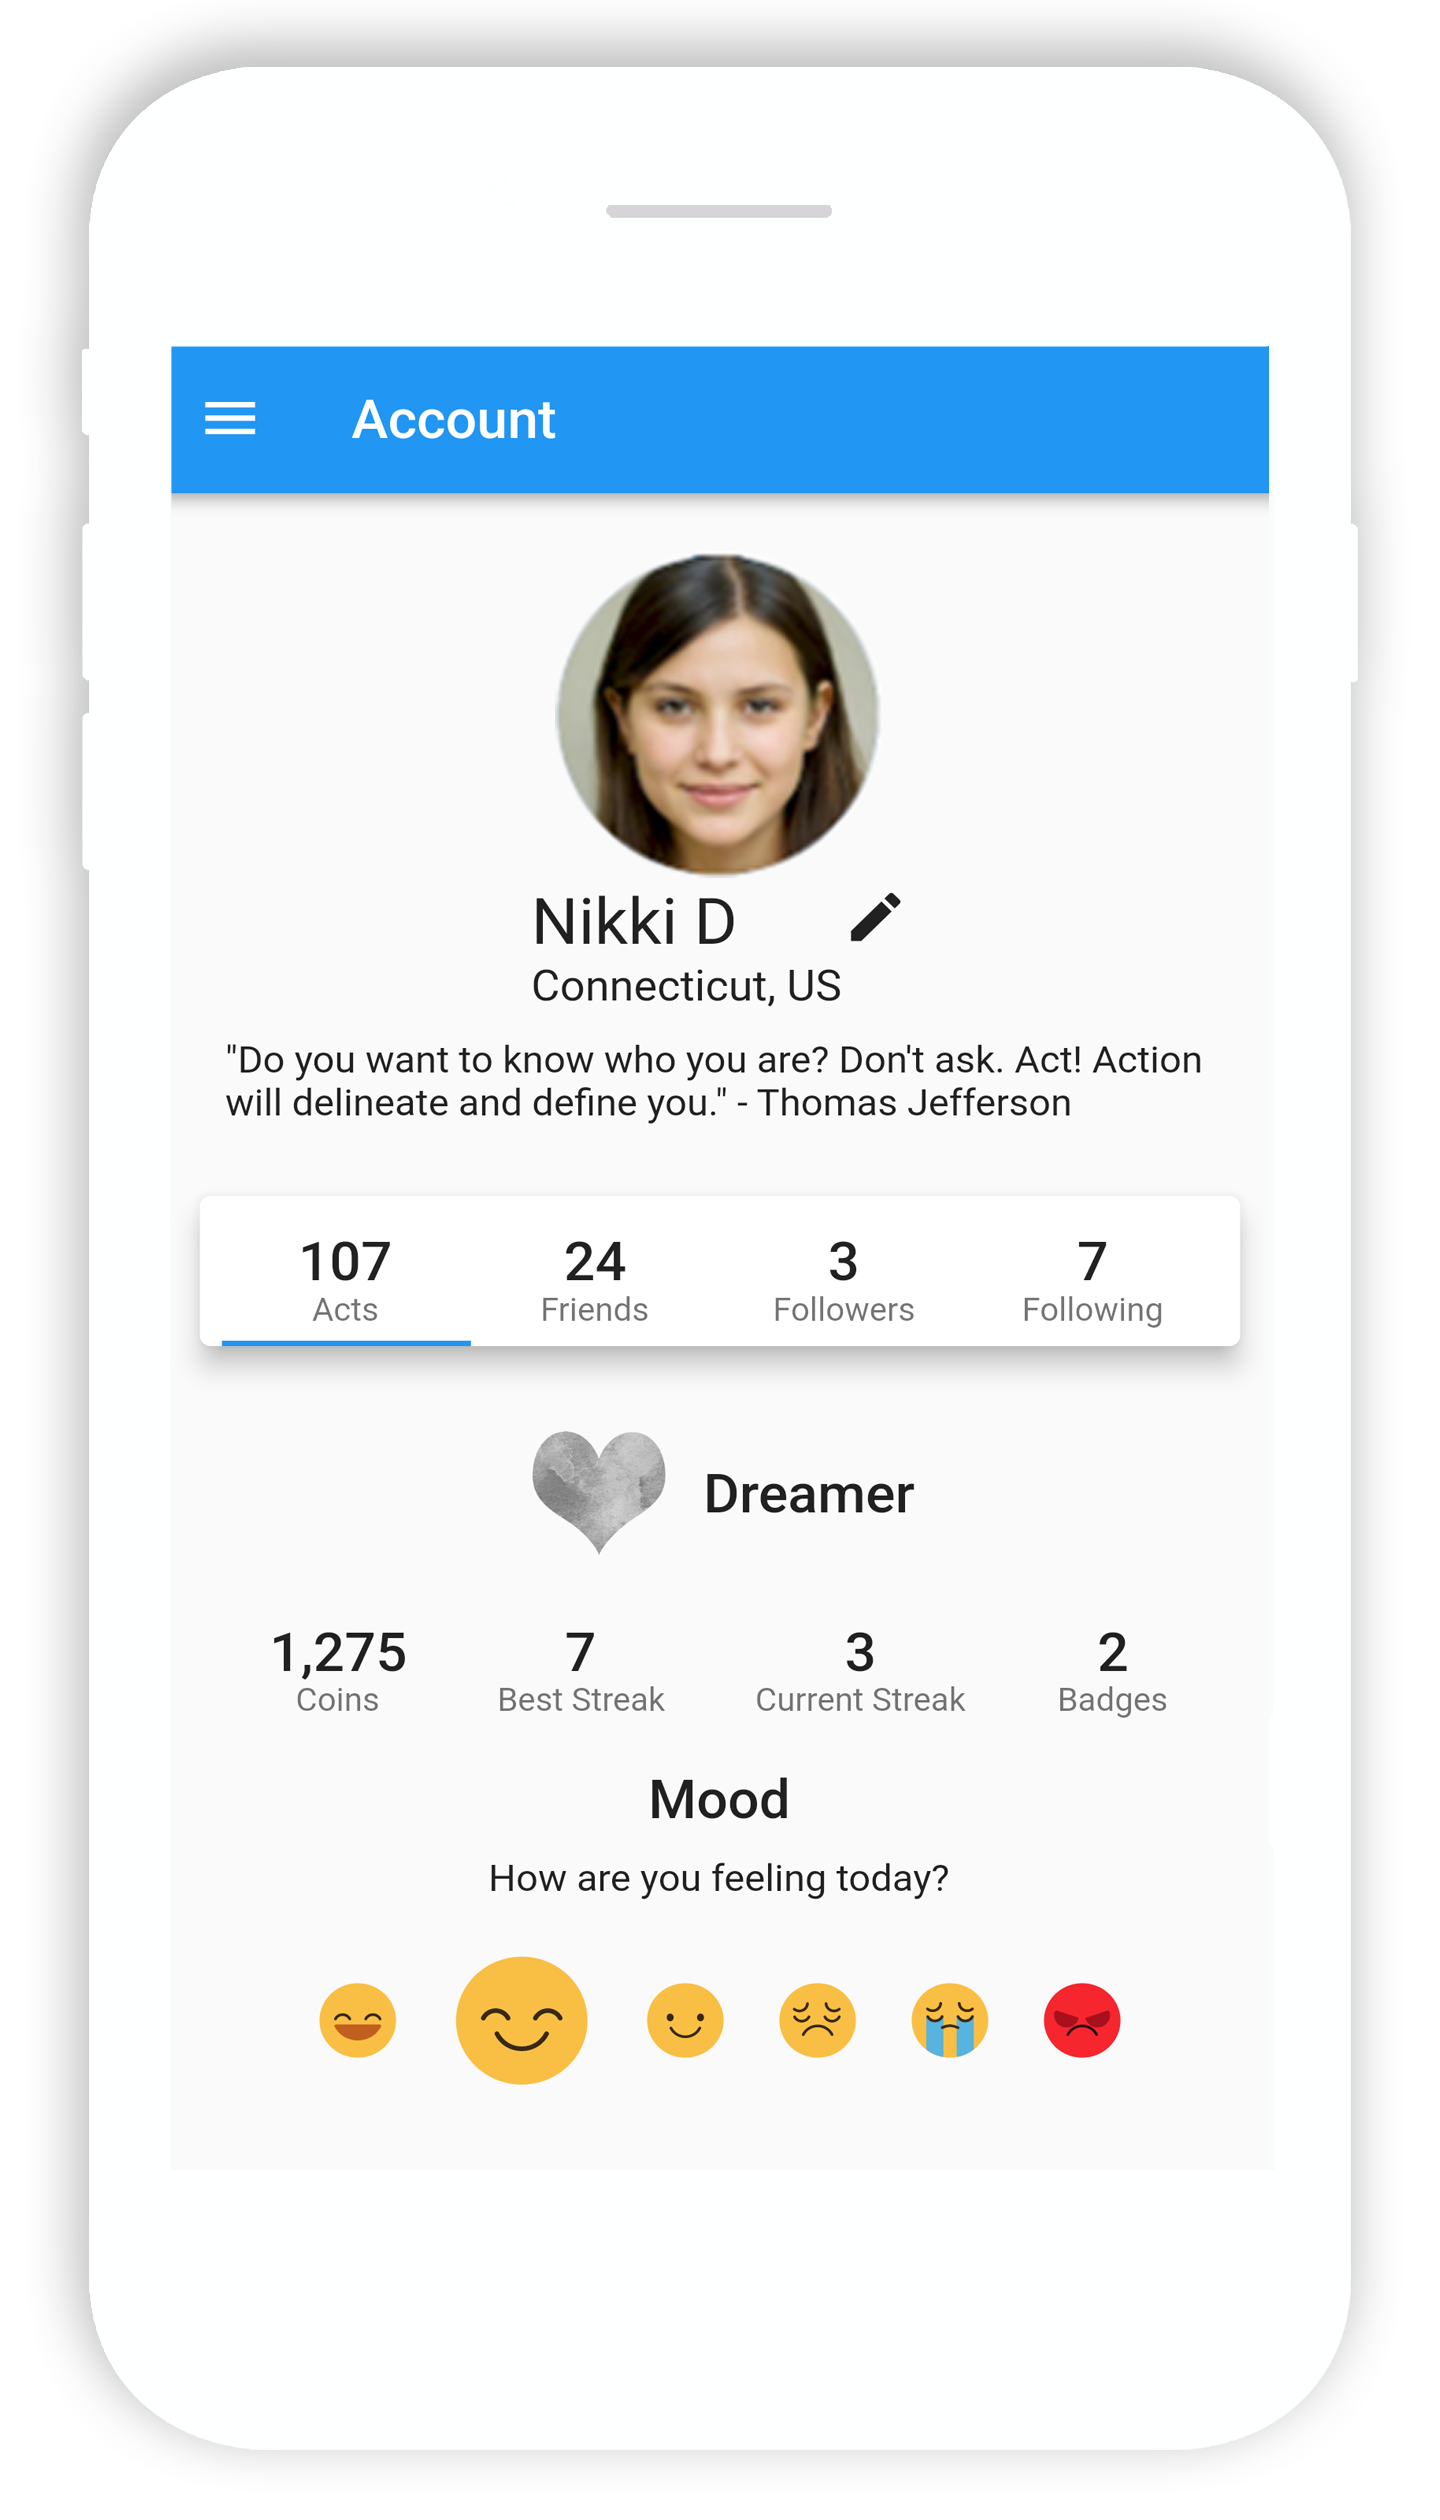 Account
Nikki D
Connecticut, US
"Do you want to know who you are? Don't ask. Act! Action
will delineate and define you." - Thomas Jefferson
107 24 3 7
Acts Friends Followers Following
Dreamer
1,275 7 3 2
Coins Best Streak Current Streak Badges
Mood
How are you feeling today?